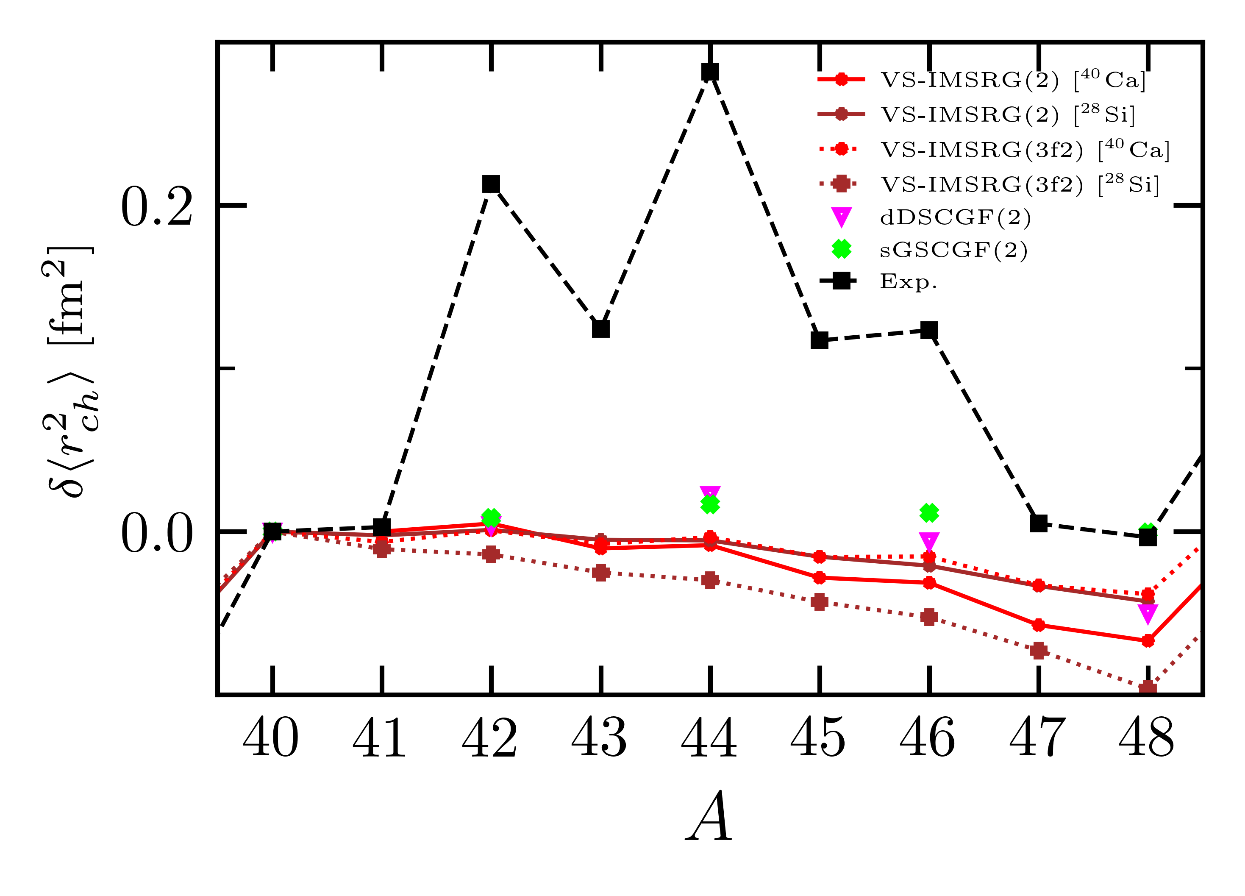 VS-IMSRG(2) [⁴⁰Ca]
VS-IMSRG(2) [²⁸Si]
VS-IMSRG(3f2) [⁴⁰Ca]
VS-IMSRG(3f2) [²⁸Si]
dDSCGF(2)
sGSCGF(2)
Exp.
0.2
0.0
δ⟨r²_ch⟩ [fm²]
40 41 42 43 44 45 46 47 48
A